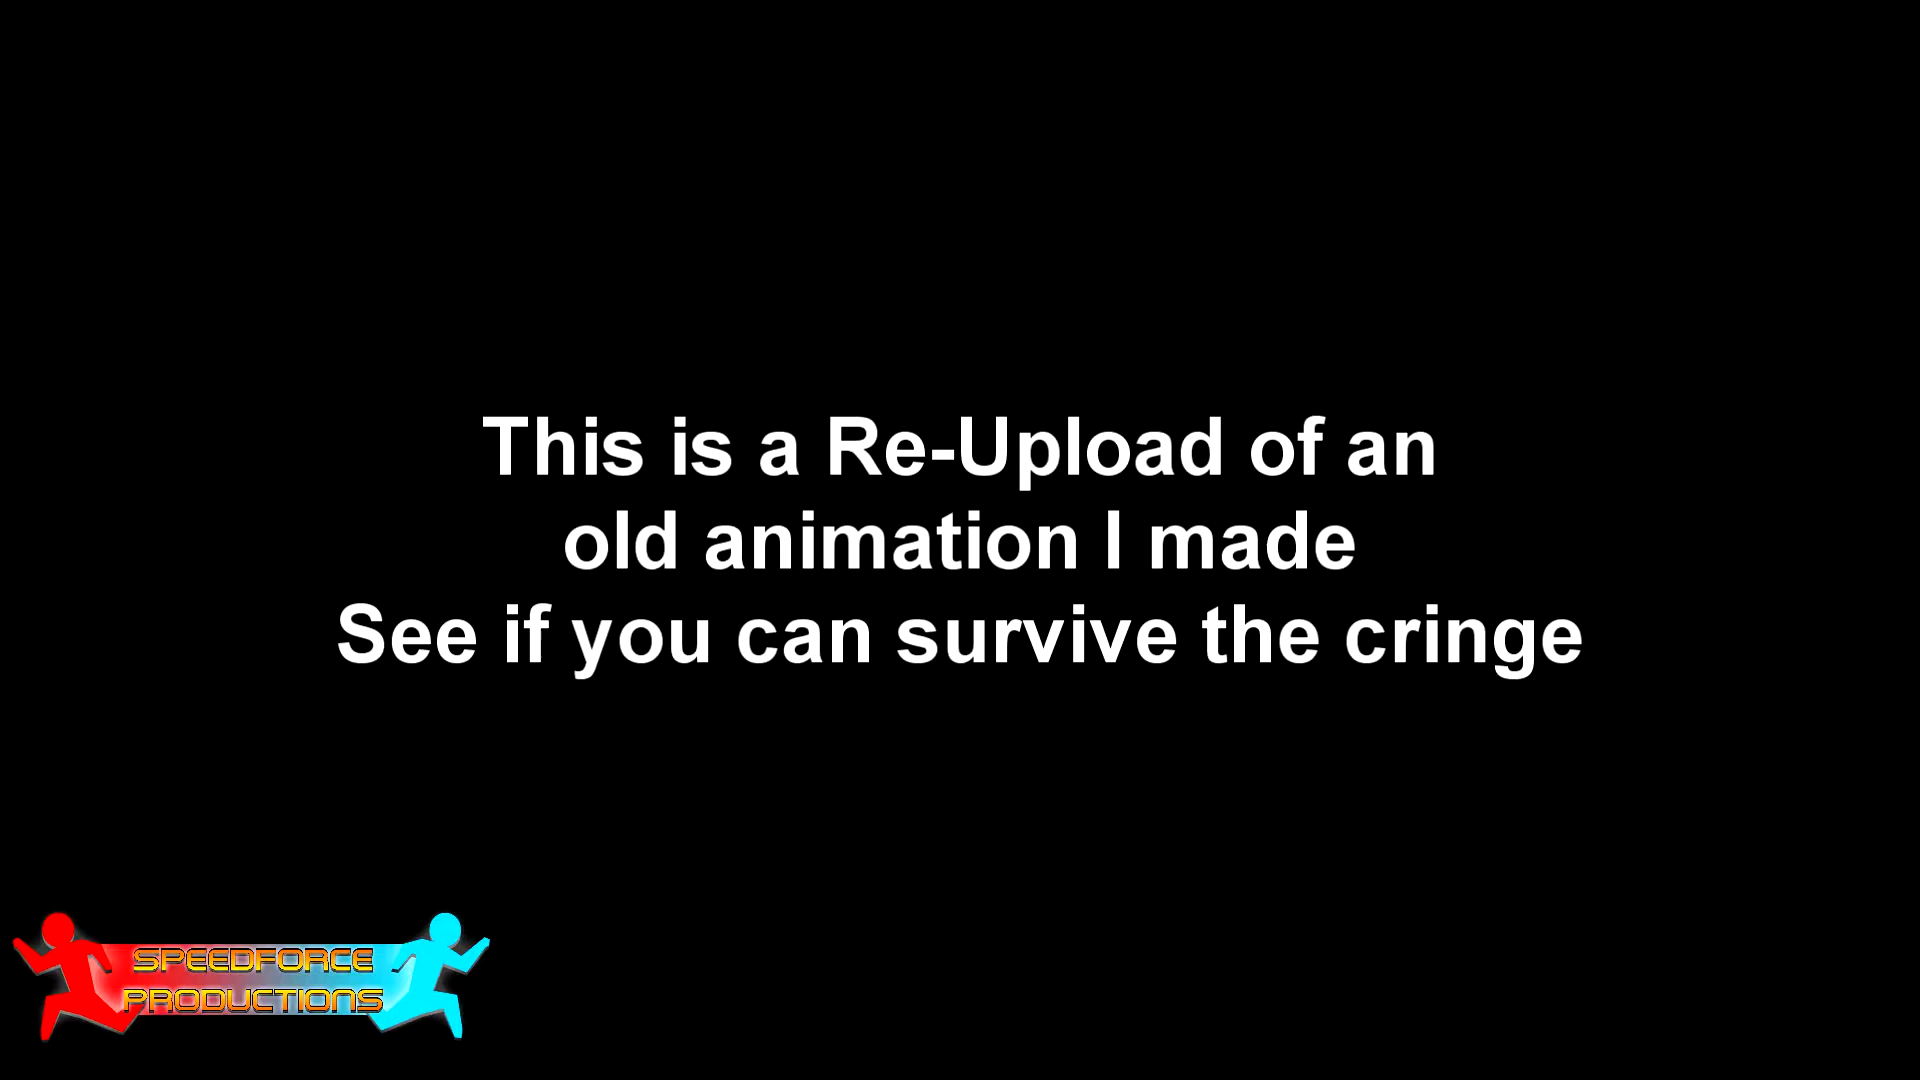 This is a Re-Upload of an
old animation I made
See if you can survive the cringe
SPEEDFORCE
PRODUCTIONS